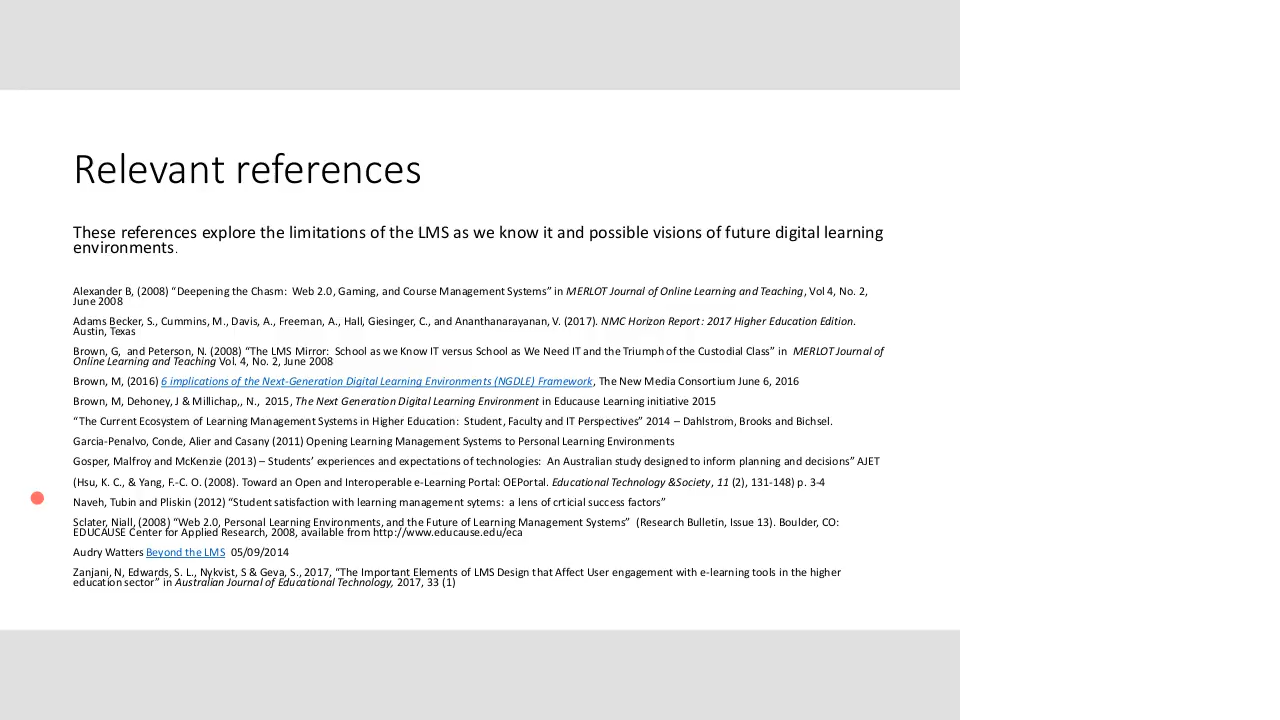 Relevant references
These references explore the limitations of the LMS as we know it and possible visions of future digital learning
environments.
Alexander B, (2008) “Deepening the Chasm:  Web 2.0, Gaming, and Course Management Systems” in MERLOT Journal of Online Learning and Teaching, Vol 4, No. 2,
June 2008
Adams Becker, S., Cummins, M., Davis, A., Freeman, A., Hall, Giesinger, C., and Ananthanarayanan, V. (2017). NMC Horizon Report: 2017 Higher Education Edition.
Austin, Texas
Brown, G,  and Peterson, N. (2008) “The LMS Mirror:  School as we Know IT versus School as We Need IT and the Triumph of the Custodial Class” in  MERLOT Journal of
Online Learning and Teaching Vol. 4, No. 2, June 2008
Brown, M, (2016) 6 implications of the Next-Generation Digital Learning Environments (NGDLE) Framework, The New Media Consortium June 6, 2016
Brown, M, Dehoney, J & Millichap,, N.,  2015, The Next Generation Digital Learning Environment in Educause Learning initiative 2015
“The Current Ecosystem of Learning Management Systems in Higher Education:  Student, Faculty and IT Perspectives” 2014 – Dahlstrom, Brooks and Bichsel.
Garcia-Penalvo, Conde, Alier and Casany (2011) Opening Learning Management Systems to Personal Learning Environments
Gosper, Malfroy and McKenzie (2013) – Students’ experiences and expectations of technologies:  An Australian study designed to inform planning and decisions” AJET
(Hsu, K. C., & Yang, F.-C. O. (2008). Toward an Open and Interoperable e-Learning Portal: OEPortal. Educational Technology &Society, 11 (2), 131-148) p. 3-4
Naveh, Tubin and Pliskin (2012) “Student satisfaction with learning management sytems:  a lens of crticial success factors”
Sclater, Niall, (2008) “Web 2.0, Personal Learning Environments, and the Future of Learning Management Systems”  (Research Bulletin, Issue 13). Boulder, CO:
EDUCAUSE Center for Applied Research, 2008, available from http://www.educause.edu/eca
Audry Watters Beyond the LMS  05/09/2014
Zanjani, N, Edwards, S. L., Nykvist, S & Geva, S., 2017, “The Important Elements of LMS Design that Affect User engagement with e-learning tools in the higher
education sector” in Australian Journal of Educational Technology, 2017, 33 (1)